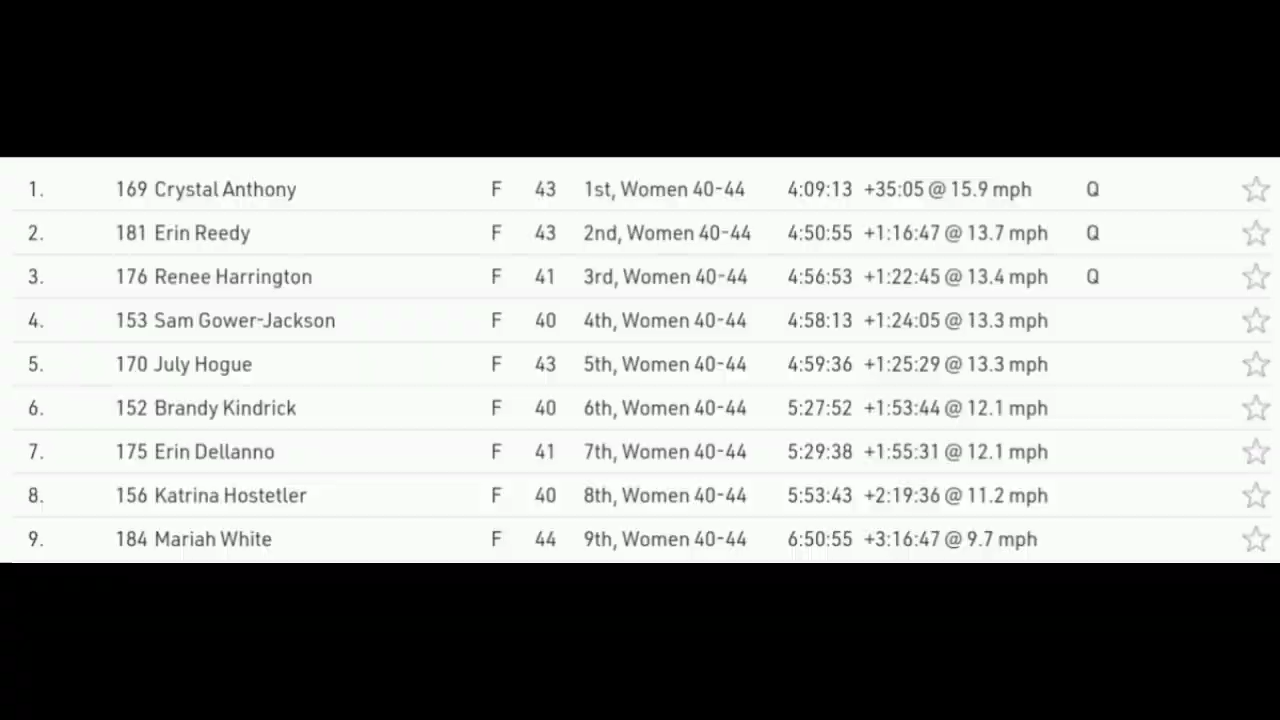 1. 169 Crystal Anthony F 43 1st, Women 40-44 4:09:13 +35:05 @ 15.9 mph Q
2. 181 Erin Reedy F 43 2nd, Women 40-44 4:50:55 +1:16:47 @ 13.7 mph Q
3. 176 Renee Harrington F 41 3rd, Women 40-44 4:56:53 +1:22:45 @ 13.4 mph Q
4. 153 Sam Gower-Jackson F 40 4th, Women 40-44 4:58:13 +1:24:05 @ 13.3 mph
5. 170 July Hogue F 43 5th, Women 40-44 4:59:36 +1:25:29 @ 13.3 mph
6. 152 Brandy Kindrick F 40 6th, Women 40-44 5:27:52 +1:53:44 @ 12.1 mph
7. 175 Erin Dellanno F 41 7th, Women 40-44 5:29:38 +1:55:31 @ 12.1 mph
8. 156 Katrina Hostetler F 40 8th, Women 40-44 5:53:43 +2:19:36 @ 11.2 mph
9. 184 Mariah White F 44 9th, Women 40-44 6:50:55 +3:16:47 @ 9.7 mph